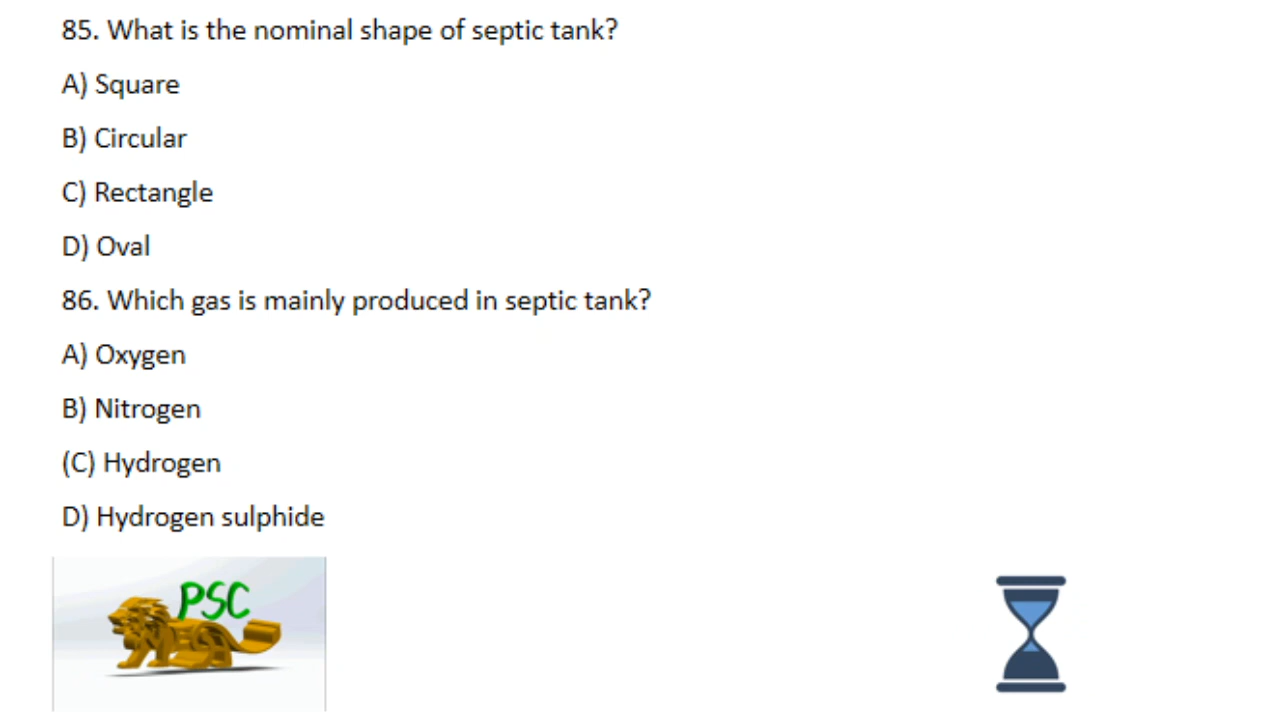 85. What is the nominal shape of septic tank?
A) Square
B) Circular
C) Rectangle
D) Oval
86. Which gas is mainly produced in septic tank?
A) Oxygen
B) Nitrogen
(C) Hydrogen
D) Hydrogen sulphide
PSC